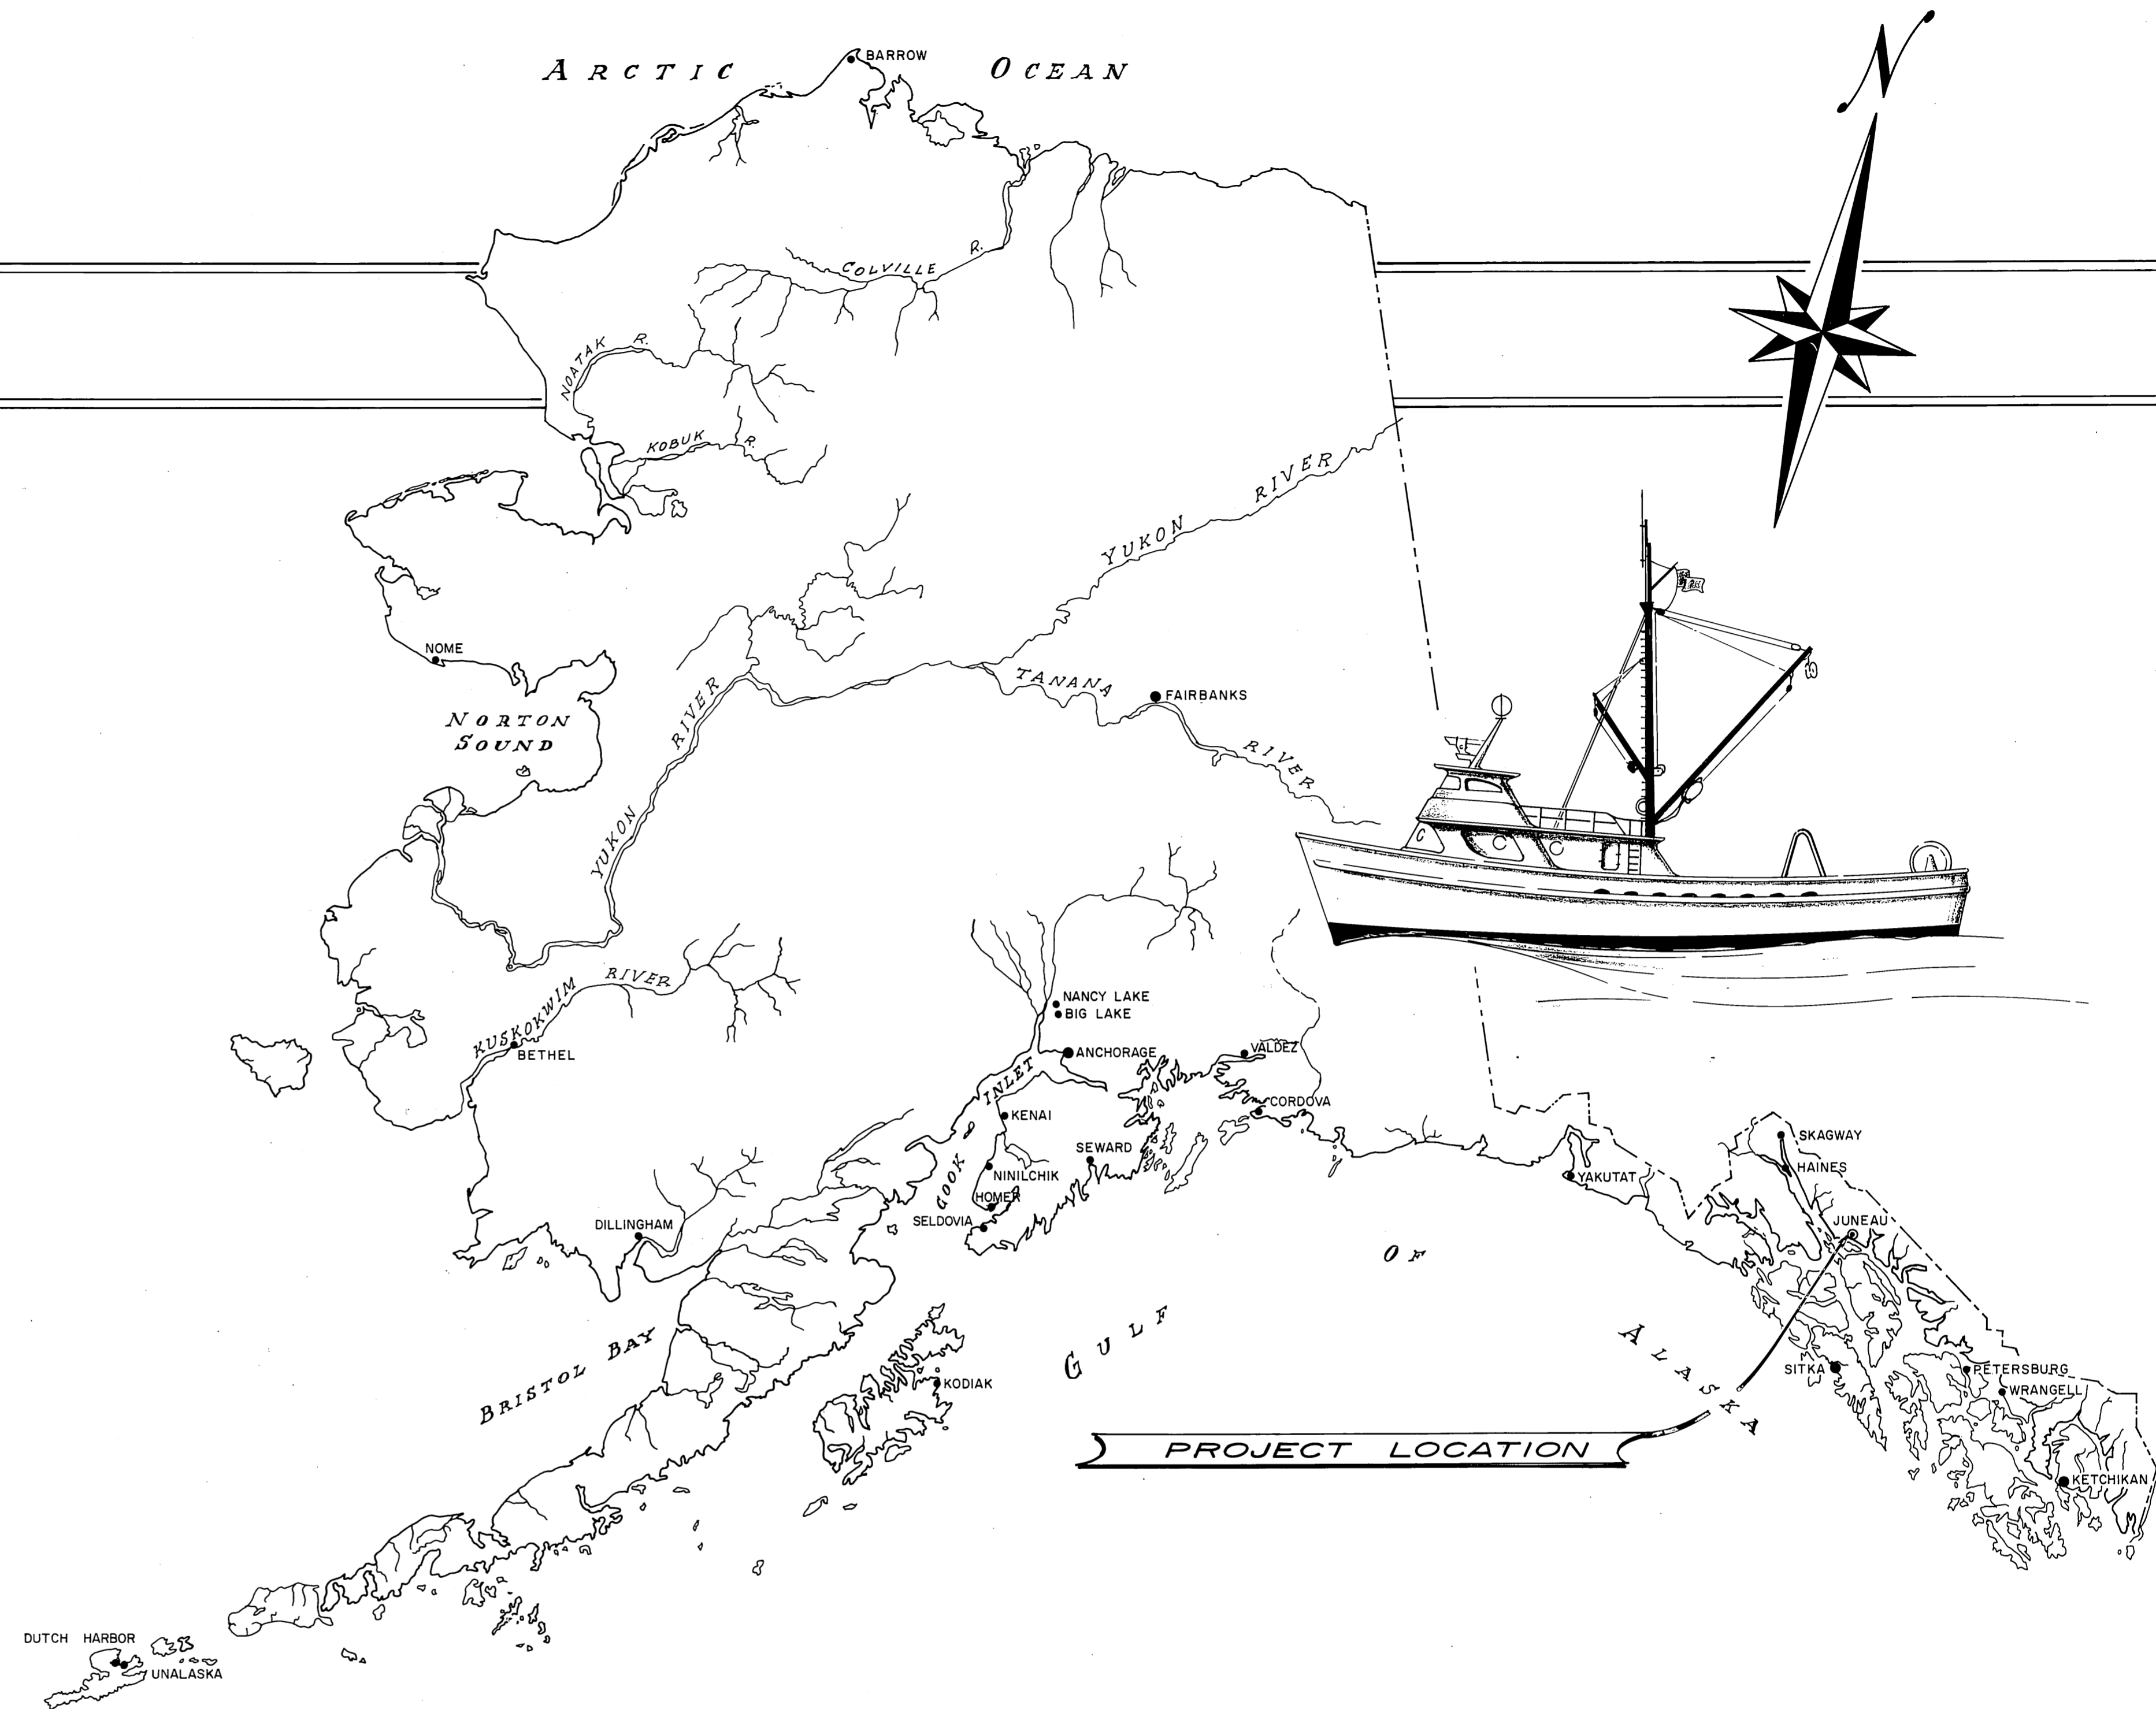 N
ARCTIC OCEAN
BARROW
COLVILLE R.
NOATAK R.
KOBUK R.
YUKON RIVER
NOME
TANANA RIVER
FAIRBANKS
NORTON
SOUND
YUKON RIVER
KUSKOKWIM RIVER
BETHEL
NANCY LAKE
BIG LAKE
ANCHORAGE
VALDEZ
COOK INLET
KENAI
CORDOVA
SEWARD
NINILCHIK
HOMER
SELDOVIA
DILLINGHAM
SKAGWAY
HAINES
YAKUTAT
JUNEAU
GULF OF ALASKA
BRISTOL BAY
KODIAK
SITKA
PETERSBURG
WRANGELL
KETCHIKAN
PROJECT LOCATION
DUTCH HARBOR
UNALASKA